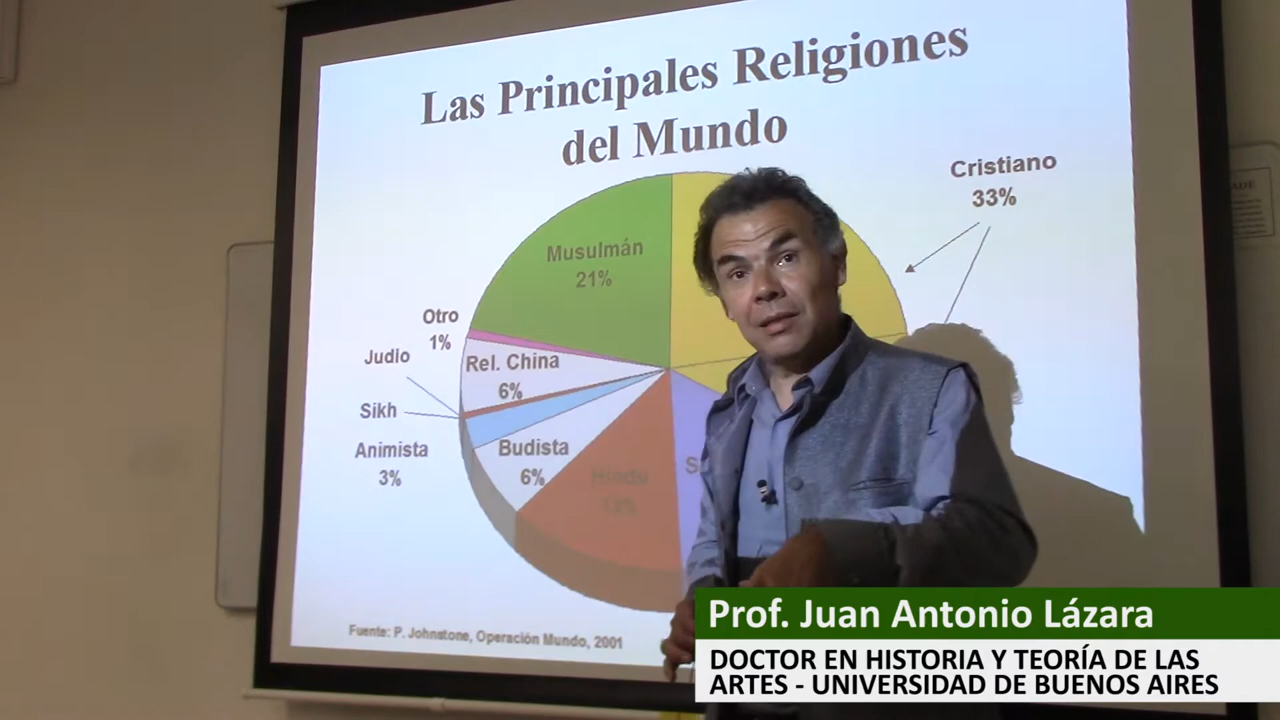 Las Principales Religiones
del Mundo
Cristiano
33%
Musulmán
21%
Otro
1%
Judio
Rel. China
6%
Sikh
Animista
3%
Budista
6%
Hindu
Fuente: P. Johnstone, Operación Mundo, 2001
Prof. Juan Antonio Lázara
DOCTOR EN HISTORIA Y TEORÍA DE LAS
ARTES - UNIVERSIDAD DE BUENOS AIRES